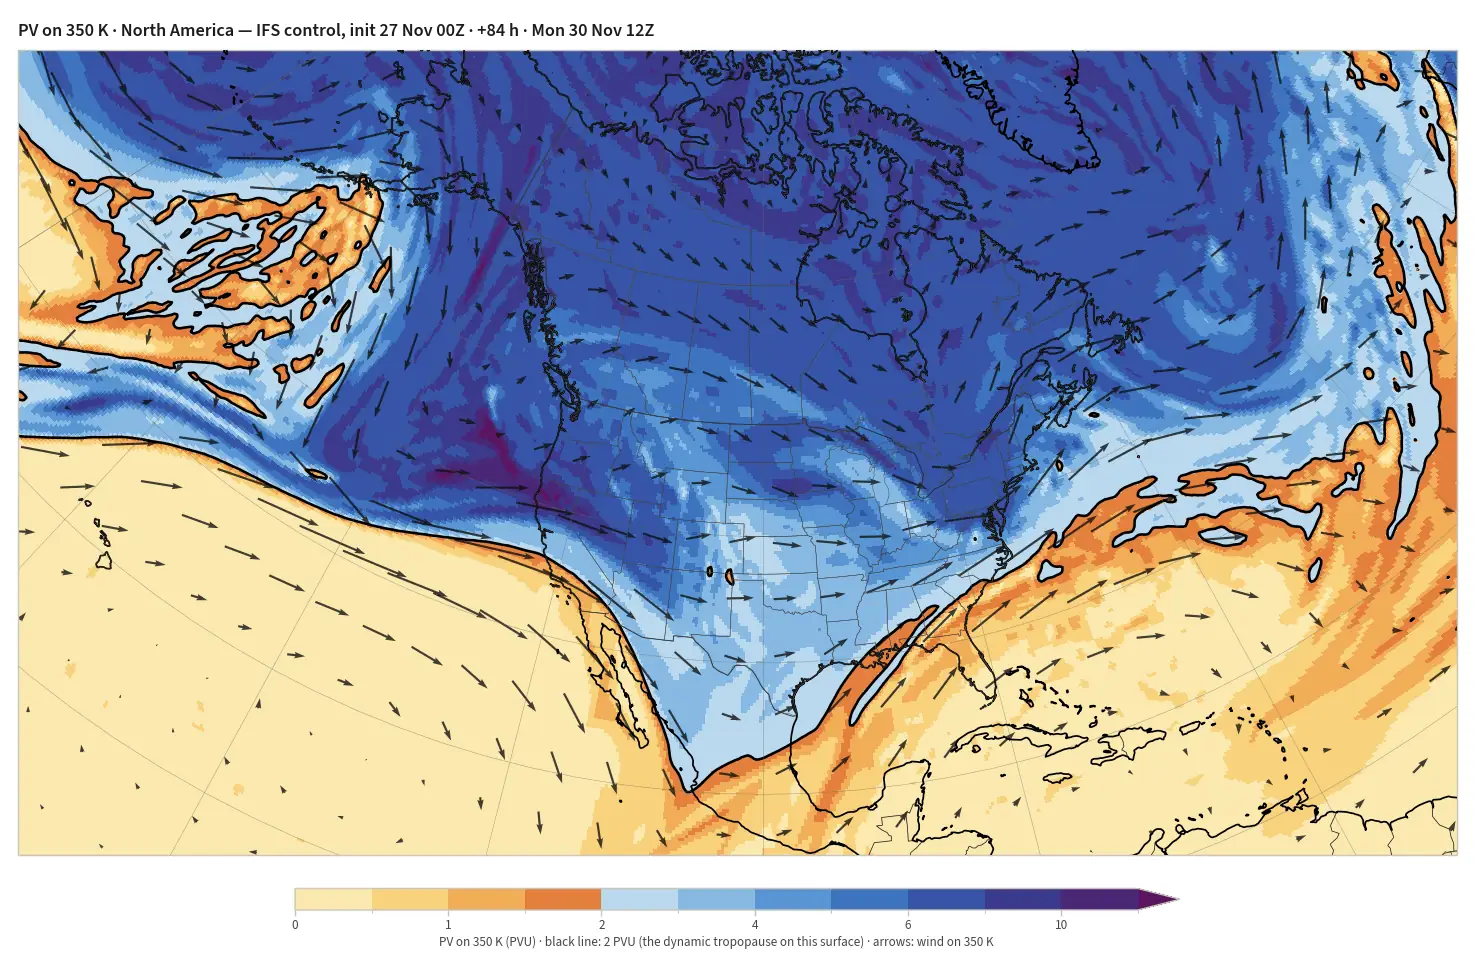 PV on 350 K · North America — IFS control, init 27 Nov 00Z · +84 h · Mon 30 Nov 12Z
0 1 2 4 6 10
PV on 350 K (PVU) · black line: 2 PVU (the dynamic tropopause on this surface) · arrows: wind on 350 K